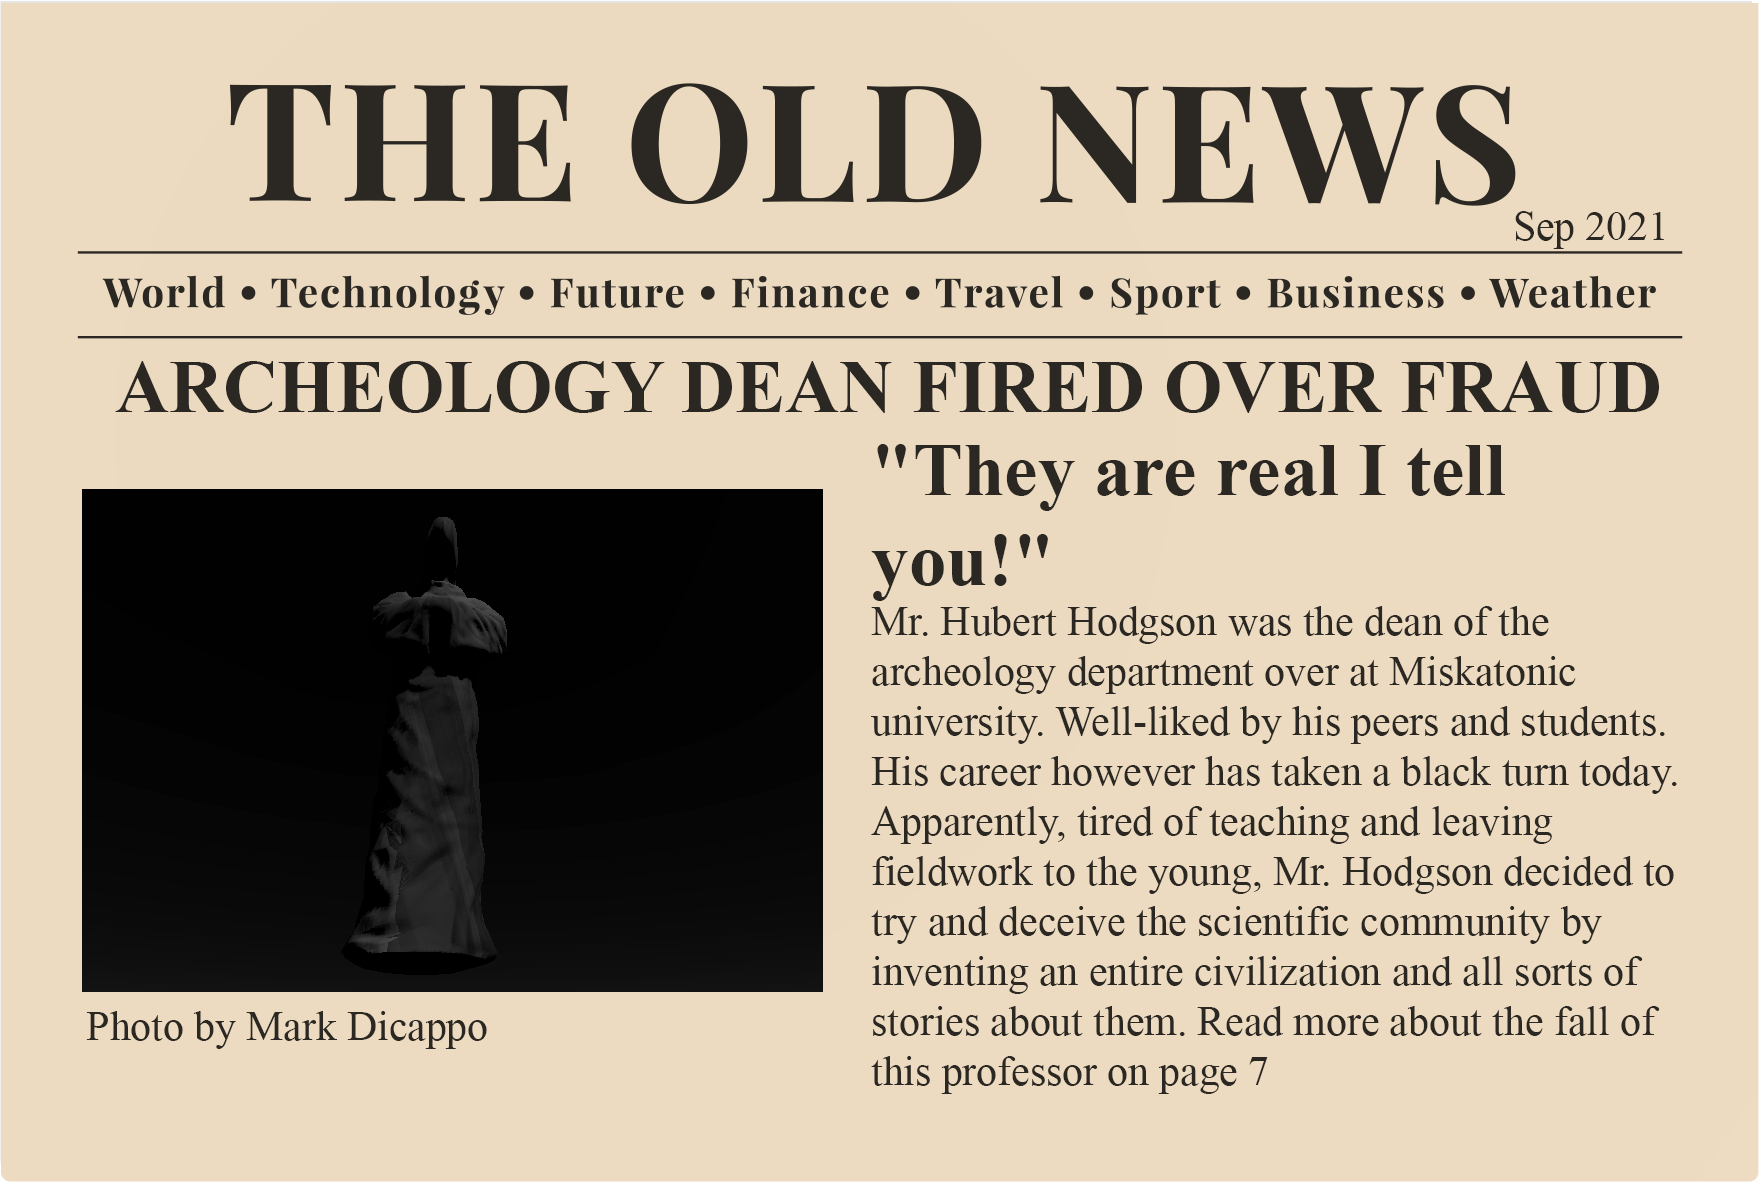 THE OLD NEWS
Sep 2021
World • Technology • Future • Finance • Travel • Sport • Business • Weather
ARCHEOLOGY DEAN FIRED OVER FRAUD
"They are real I tell
you!"
Mr. Hubert Hodgson was the dean of the
archeology department over at Miskatonic
university. Well-liked by his peers and students.
His career however has taken a black turn today.
Apparently, tired of teaching and leaving
fieldwork to the young, Mr. Hodgson decided to
try and deceive the scientific community by
inventing an entire civilization and all sorts of
stories about them. Read more about the fall of
this professor on page 7
Photo by Mark Dicappo